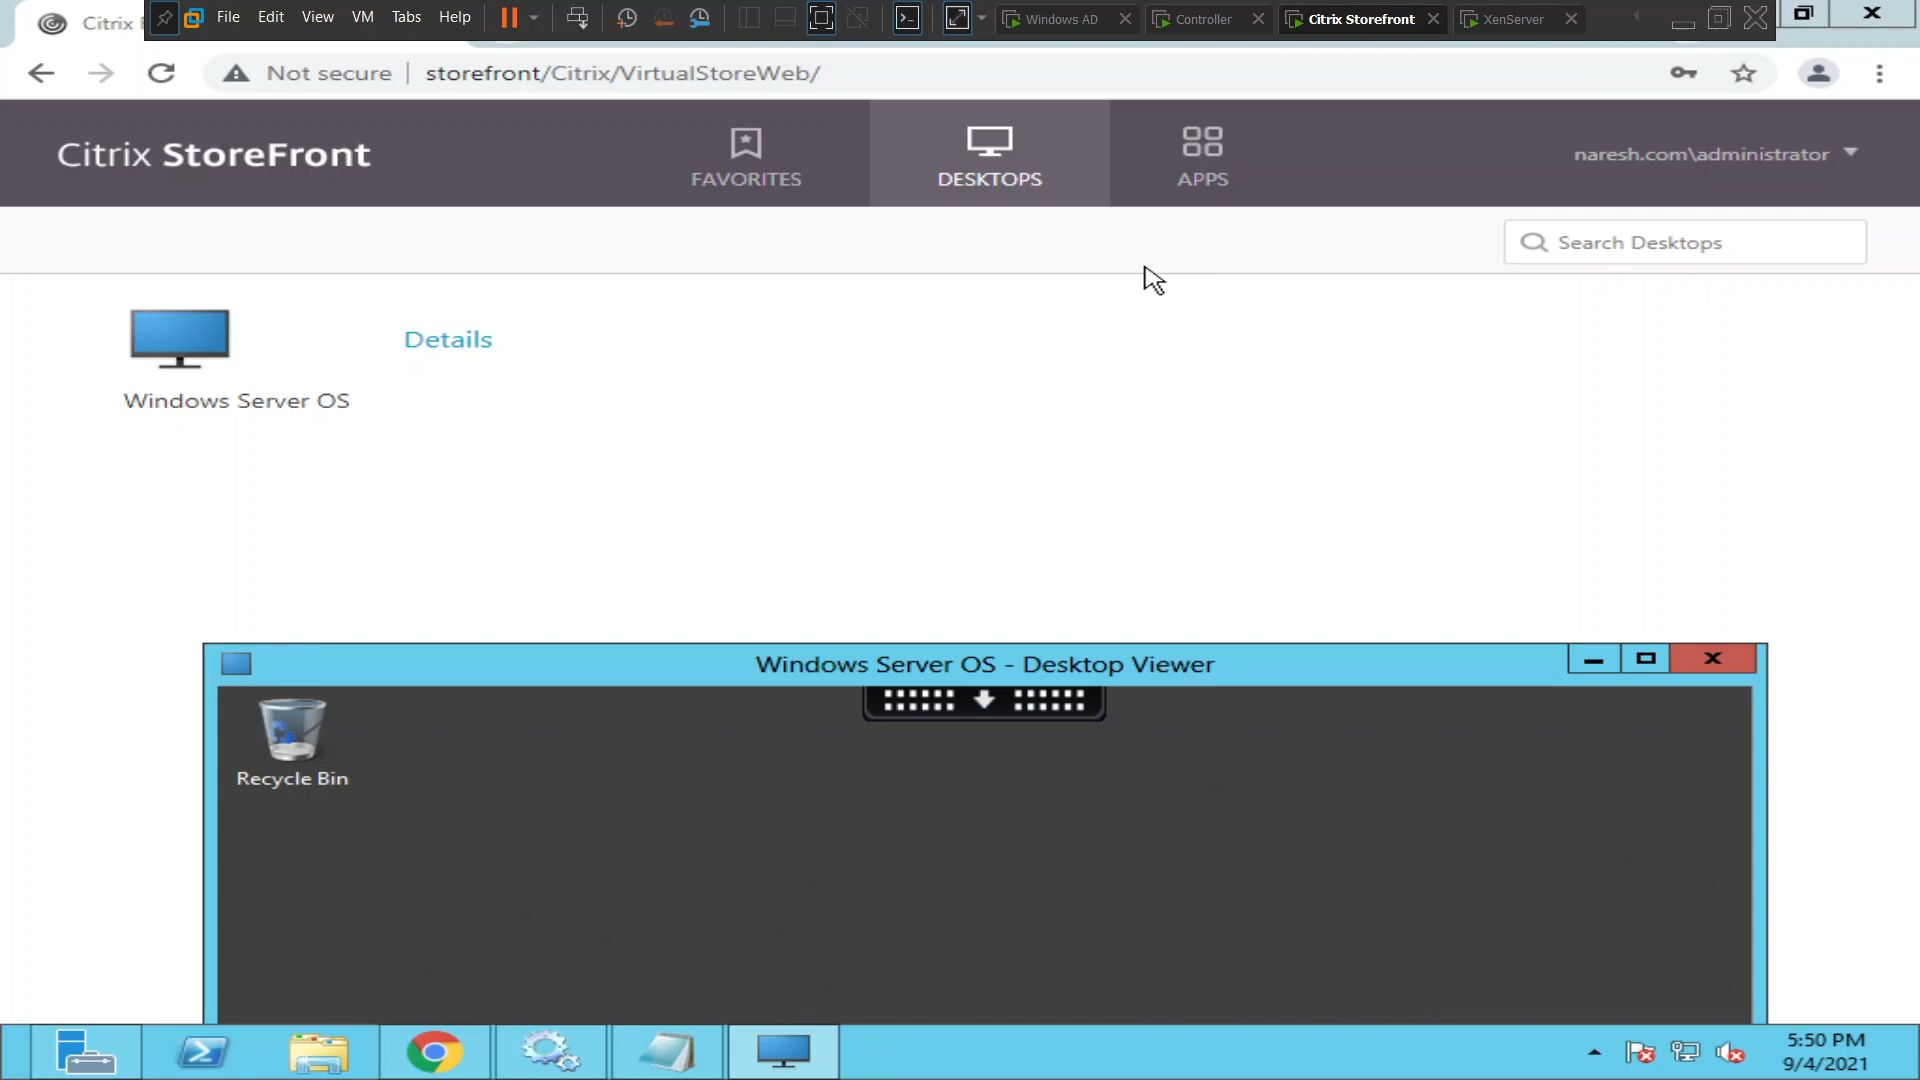 File Edit View VM Tabs Help
Windows AD
Controller
Citrix Storefront
XenServer
Citrix
Not secure
storefront/Citrix/VirtualStoreWeb/
Citrix StoreFront
FAVORITES
DESKTOPS
APPS
naresh.com\administrator
Search Desktops
Details
Windows Server OS
Windows Server OS - Desktop Viewer
Recycle Bin
5:50 PM
9/4/2021